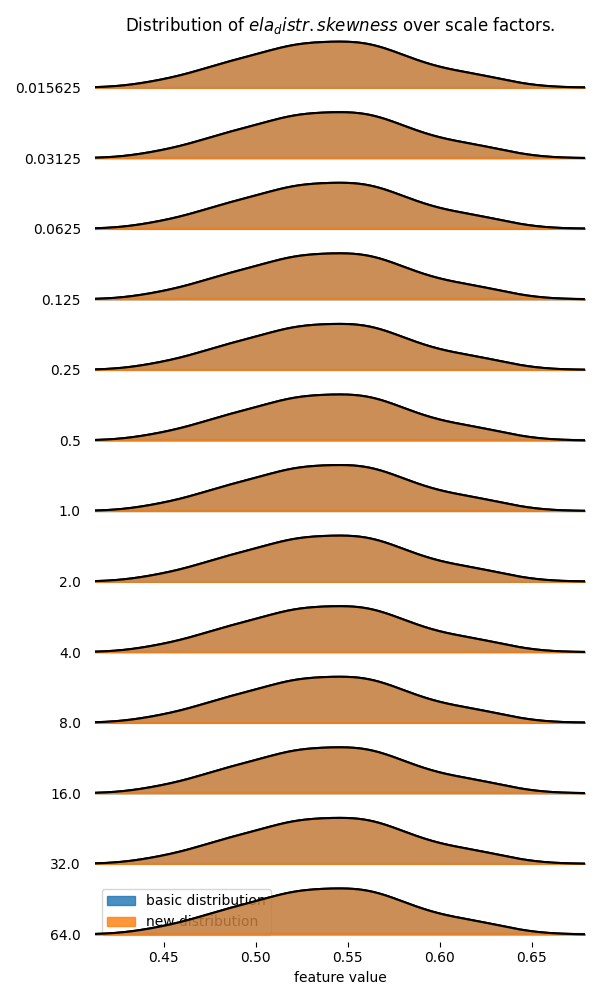 Distribution of ela_distr.skewness over scale factors.
0.015625
0.03125
0.0625
0.125
0.25
0.5
1.0
2.0
4.0
8.0
16.0
32.0
basic distribution
new distribution
64.0
0.45 0.50 0.55 0.60 0.65
feature value